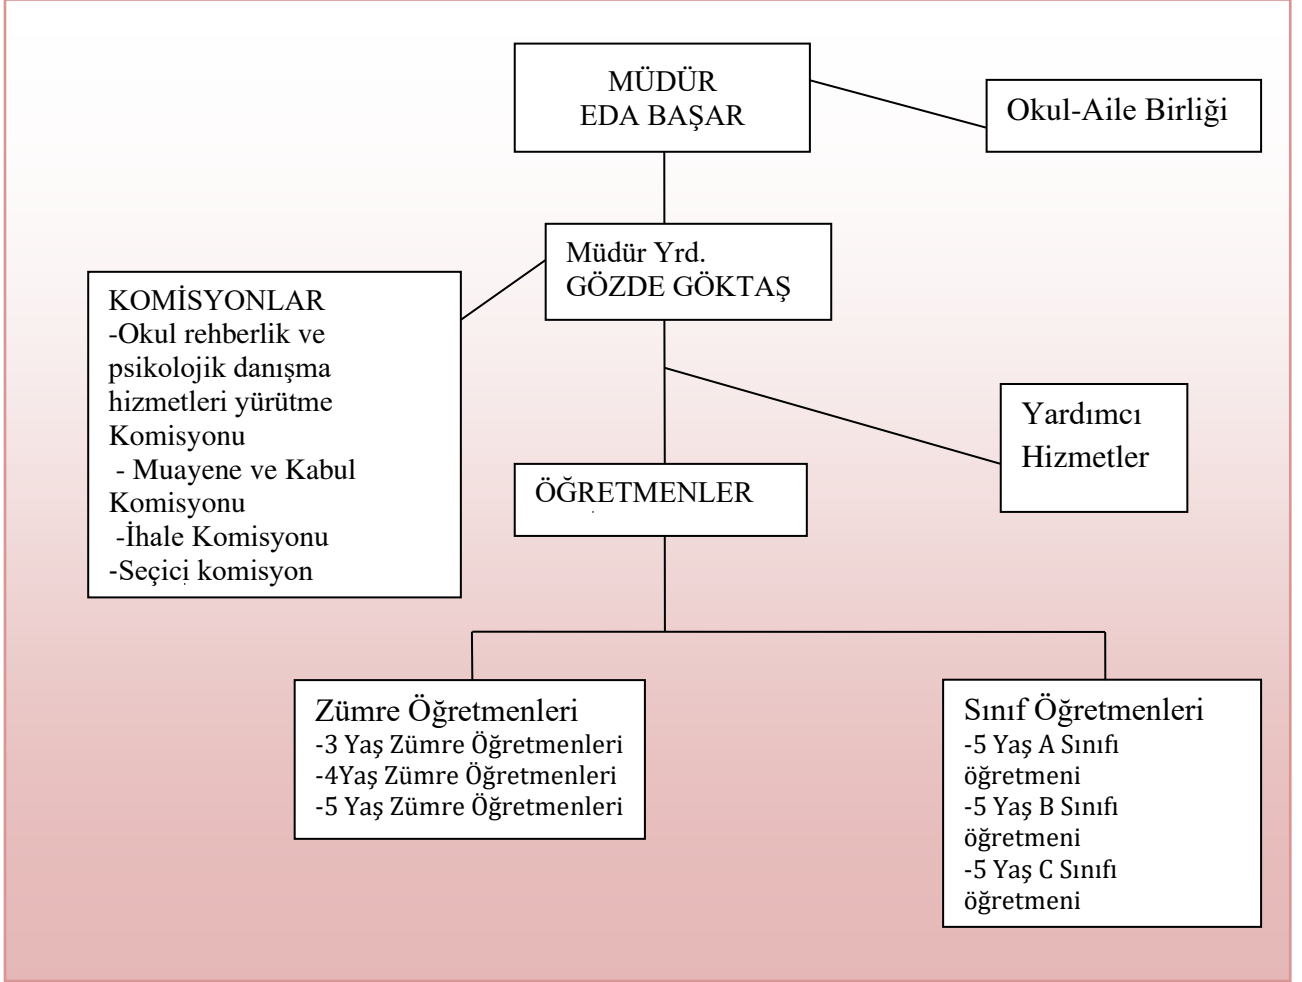 MÜDÜR
EDA BAŞAR
Okul-Aile Birliği
Müdür Yrd.
GÖZDE GÖKTAŞ
KOMİSYONLAR
-Okul rehberlik ve
psikolojik danışma
hizmetleri yürütme
Komisyonu
- Muayene ve Kabul
Komisyonu
-İhale Komisyonu
-Seçici komisyon
Yardımcı
Hizmetler
ÖĞRETMENLER
Zümre Öğretmenleri
-3 Yaş Zümre Öğretmenleri
-4Yaş Zümre Öğretmenleri
-5 Yaş Zümre Öğretmenleri
Sınıf Öğretmenleri
-5 Yaş A Sınıfı
öğretmeni
-5 Yaş B Sınıfı
öğretmeni
-5 Yaş C Sınıfı
öğretmeni